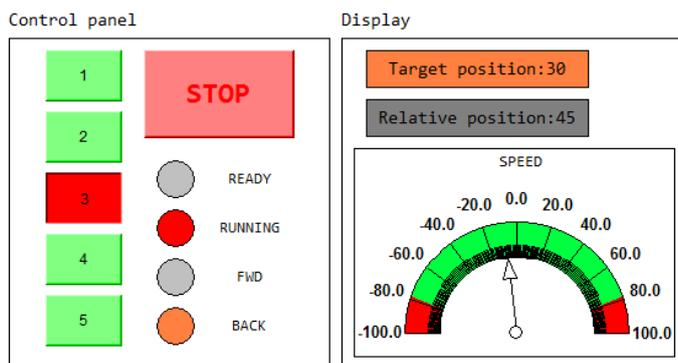 Control panel
1
2
3
4
5
STOP
READY
RUNNING
FWD
BACK
Display
Target position:30
Relative position:45
SPEED
-100.0
-80.0
-60.0
-40.0
-20.0
0.0
20.0
40.0
60.0
80.0
100.0